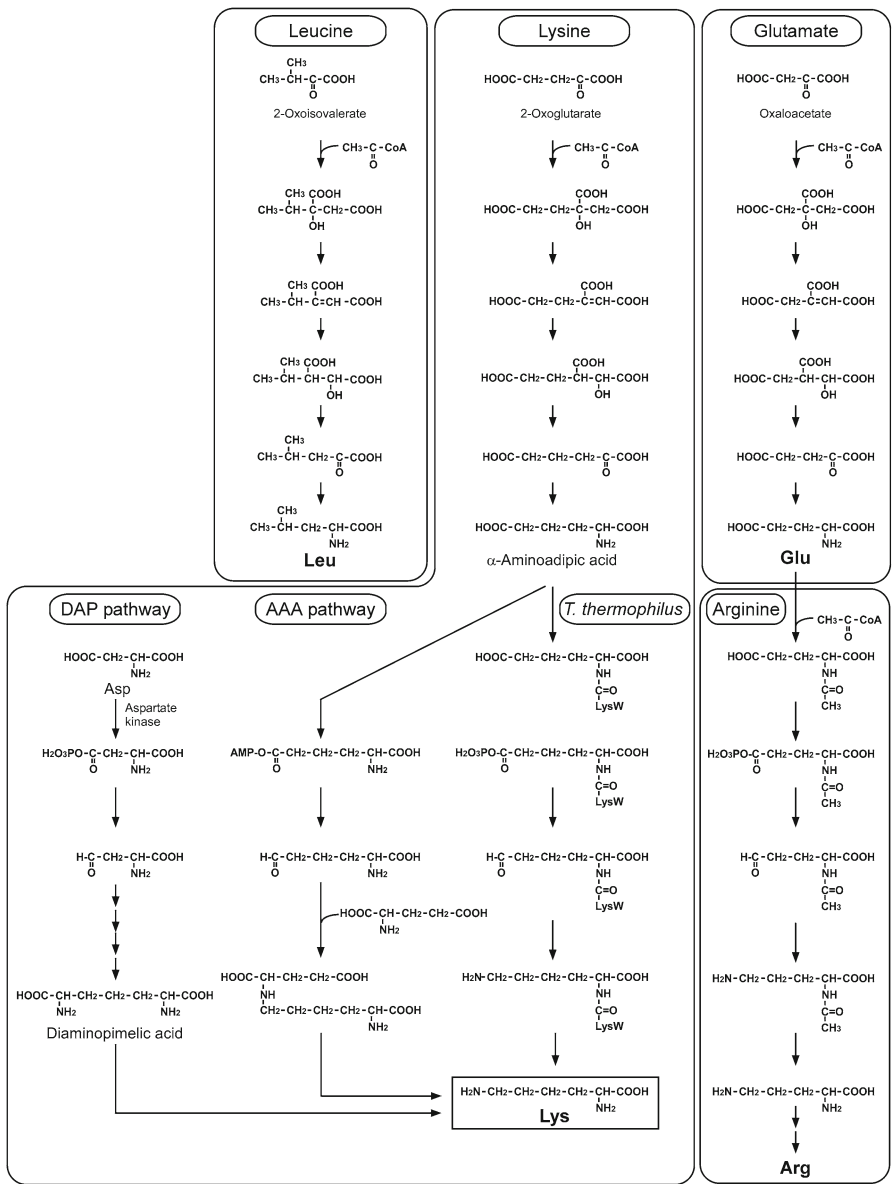 Leucine
CH3
CH3-CH-C-COOH
O
2-Oxoisovalerate
CH3-C-CoA
O
CH3 COOH
CH3-CH-C-CH2-COOH
OH
CH3 COOH
CH3-CH-C=CH-COOH
CH3 COOH
CH3-CH-CH-CH-COOH
OH
CH3
CH3-CH-CH2-C-COOH
O
CH3
CH3-CH-CH2-CH-COOH
NH2
Leu
Lysine
HOOC-CH2-CH2-C-COOH
O
2-Oxoglutarate
CH3-C-CoA
O
COOH
HOOC-CH2-CH2-C-CH2-COOH
OH
COOH
HOOC-CH2-CH2-C=CH-COOH
COOH
HOOC-CH2-CH2-CH-CH-COOH
OH
HOOC-CH2-CH2-CH2-C-COOH
O
HOOC-CH2-CH2-CH2-CH-COOH
NH2
α-Aminoadipic acid
Glutamate
HOOC-CH2-C-COOH
O
Oxaloacetate
CH3-C-CoA
O
COOH
HOOC-CH2-C-CH2-COOH
OH
COOH
HOOC-CH2-C=CH-COOH
COOH
HOOC-CH2-CH-CH-COOH
OH
HOOC-CH2-CH2-C-COOH
O
HOOC-CH2-CH2-CH-COOH
NH2
Glu
DAP pathway
HOOC-CH2-CH-COOH
NH2
Asp
Aspartate
kinase
H2O3PO-C-CH2-CH-COOH
O NH2
H-C-CH2-CH-COOH
O NH2
HOOC-CH-CH2-CH2-CH2-CH-COOH
NH2 NH2
Diaminopimelic acid
AAA pathway
AMP-O-C-CH2-CH2-CH2-CH-COOH
O NH2
H-C-CH2-CH2-CH2-CH-COOH
O NH2
HOOC-CH-CH2-CH2-COOH
NH2
HOOC-CH-CH2-CH2-COOH
NH
CH2-CH2-CH2-CH2-CH-COOH
NH2
T. thermophilus
HOOC-CH2-CH2-CH2-CH-COOH
NH
C=O
LysW
H2O3PO-C-CH2-CH2-CH2-CH-COOH
O NH
C=O
LysW
H-C-CH2-CH2-CH2-CH-COOH
O NH
C=O
LysW
H2N-CH2-CH2-CH2-CH2-CH-COOH
NH
C=O
LysW
H2N-CH2-CH2-CH2-CH2-CH-COOH
NH2
Lys
Arginine
CH3-C-CoA
O
HOOC-CH2-CH2-CH-COOH
NH
C=O
CH3
H2O3PO-C-CH2-CH2-CH-COOH
O NH
C=O
CH3
H-C-CH2-CH2-CH-COOH
O NH
C=O
CH3
H2N-CH2-CH2-CH2-CH-COOH
NH
C=O
CH3
H2N-CH2-CH2-CH2-CH-COOH
NH2
Arg